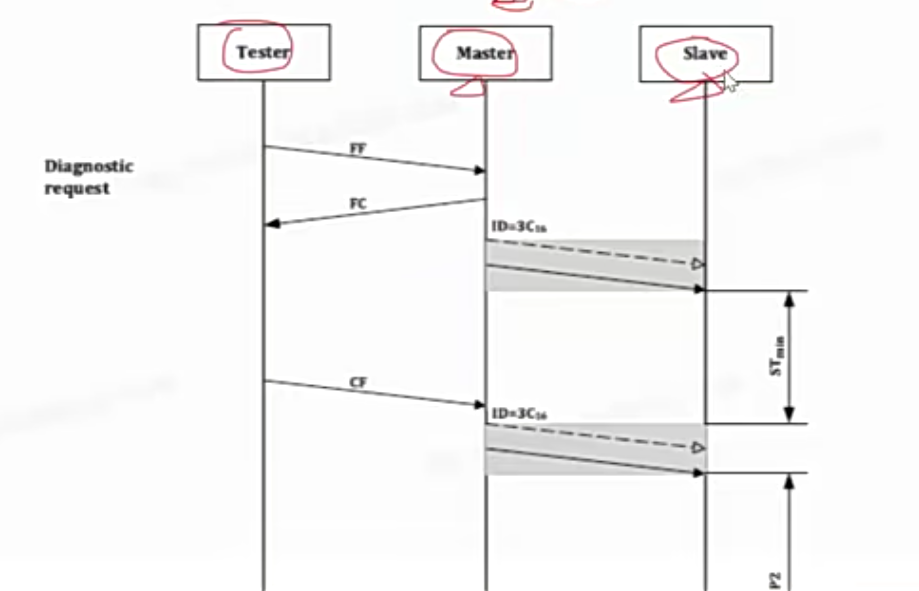 Tester
Master
Slave
Diagnostic
request
FF
FC
ID=3C₁₆
STmin
CF
ID=3C₁₆
P2